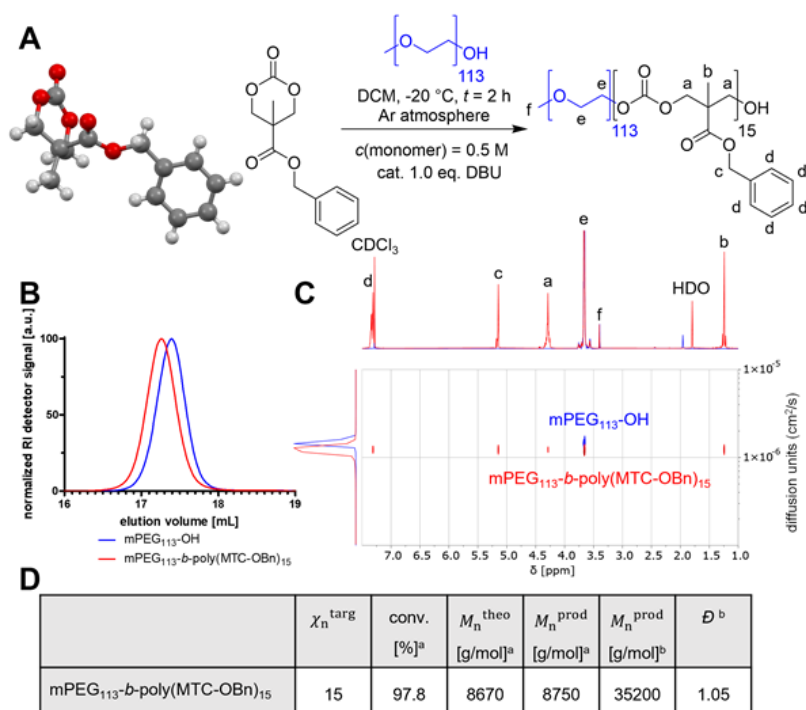 A
O
OH
113
O
O O
O
O
DCM, -20 °C, t = 2 h
Ar atmosphere
c(monomer) = 0.5 M
cat. 1.0 eq. DBU
f O e e 113 O O O a b a OH 15
O
O
c d d d d d
B
normalized RI detector signal [a.u.]
100
50
0
16 17 18 19
elution volume [mL]
mPEG₁₁₃-OH
mPEG₁₁₃-b-poly(MTC-OBn)₁₅
C
CDCl₃
d c a e f HDO b
1×10⁻⁵
mPEG₁₁₃-OH
1×10⁻⁶
mPEG₁₁₃-b-poly(MTC-OBn)₁₅
diffusion units (cm²/s)
7.0 6.5 6.0 5.5 5.0 4.5 4.0 3.5 3.0 2.5 2.0 1.5 1.0
δ [ppm]
D
χₙᵗᵃʳᵍ conv. [%]ᵃ Mₙᵗʰᵉᵒ [g/mol]ᵃ Mₙᵖʳᵒᵈ [g/mol]ᵃ Mₙᵖʳᵒᵈ [g/mol]ᵇ Đ ᵇ
mPEG₁₁₃-b-poly(MTC-OBn)₁₅ 15 97.8 8670 8750 35200 1.05